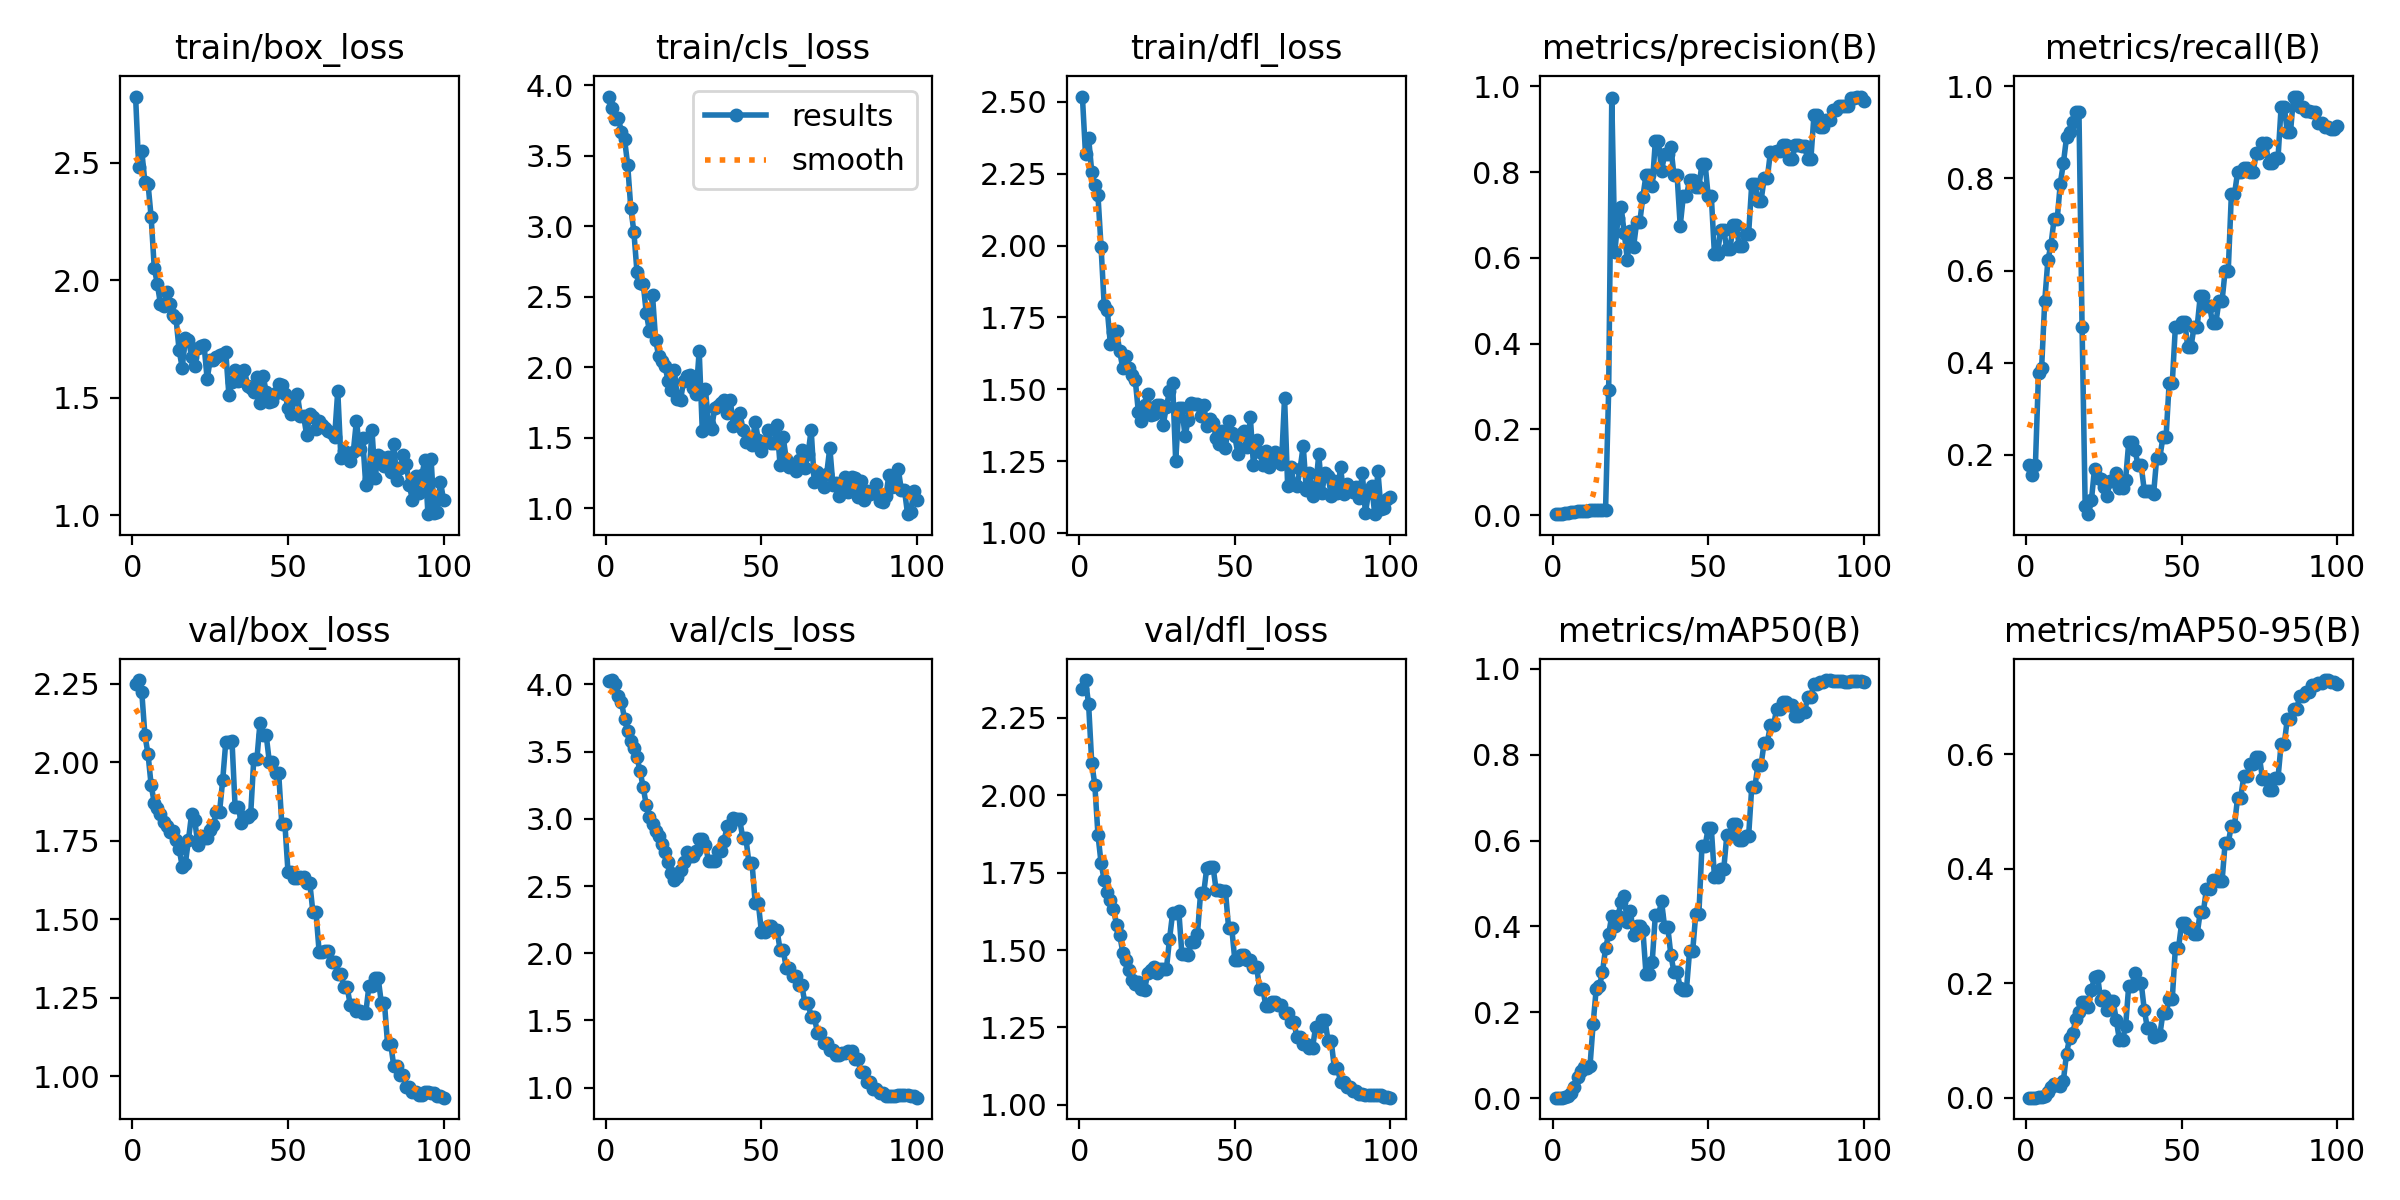 train/box_loss
2.5
2.0
1.5
1.0
0 50 100
train/cls_loss
4.0
3.5
3.0
2.5
2.0
1.5
1.0
results
smooth
0 50 100
train/dfl_loss
2.50
2.25
2.00
1.75
1.50
1.25
1.00
0 50 100
metrics/precision(B)
1.0
0.8
0.6
0.4
0.2
0.0
0 50 100
metrics/recall(B)
1.0
0.8
0.6
0.4
0.2
0 50 100
val/box_loss
2.25
2.00
1.75
1.50
1.25
1.00
0 50 100
val/cls_loss
4.0
3.5
3.0
2.5
2.0
1.5
1.0
0 50 100
val/dfl_loss
2.25
2.00
1.75
1.50
1.25
1.00
0 50 100
metrics/mAP50(B)
1.0
0.8
0.6
0.4
0.2
0.0
0 50 100
metrics/mAP50-95(B)
0.6
0.4
0.2
0.0
0 50 100